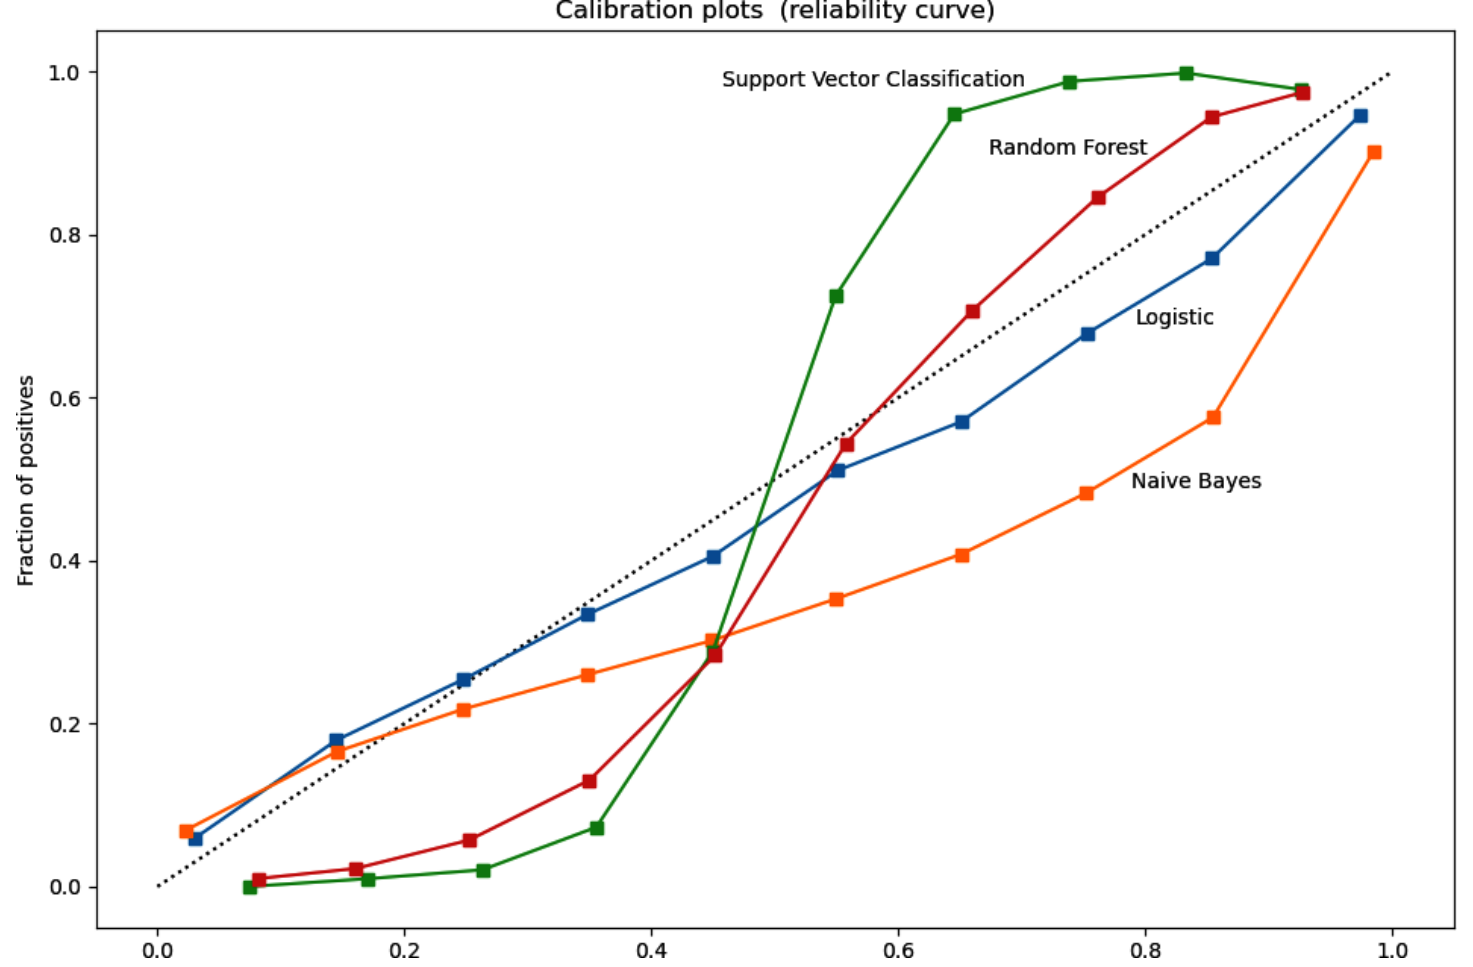 Calibration plots  (reliability curve)
1.0
Support Vector Classification
Random Forest
0.8
Logistic
0.6
Naive Bayes
0.4
0.2
0.0
Fraction of positives
0.0 0.2 0.4 0.6 0.8 1.0